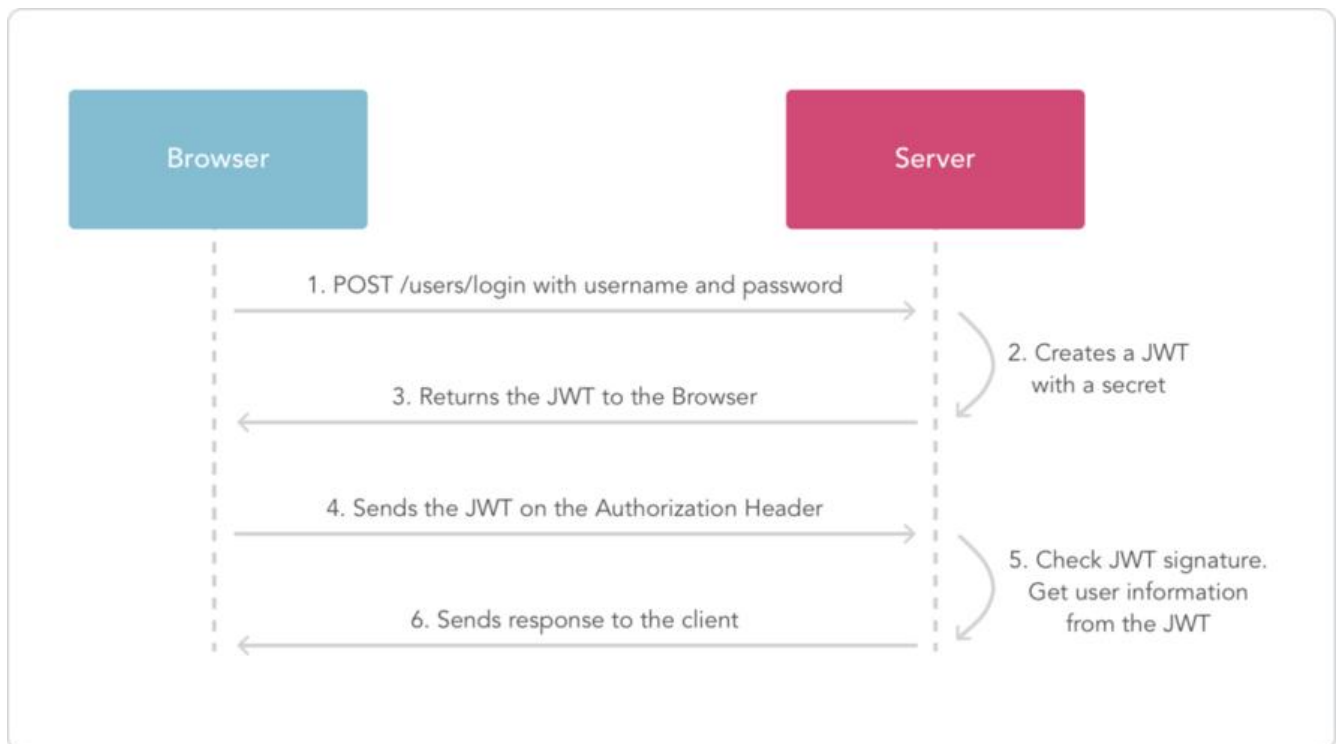 Browser
Server
1. POST /users/login with username and password
2. Creates a JWT
with a secret
3. Returns the JWT to the Browser
4. Sends the JWT on the Authorization Header
5. Check JWT signature.
Get user information
from the JWT
6. Sends response to the client